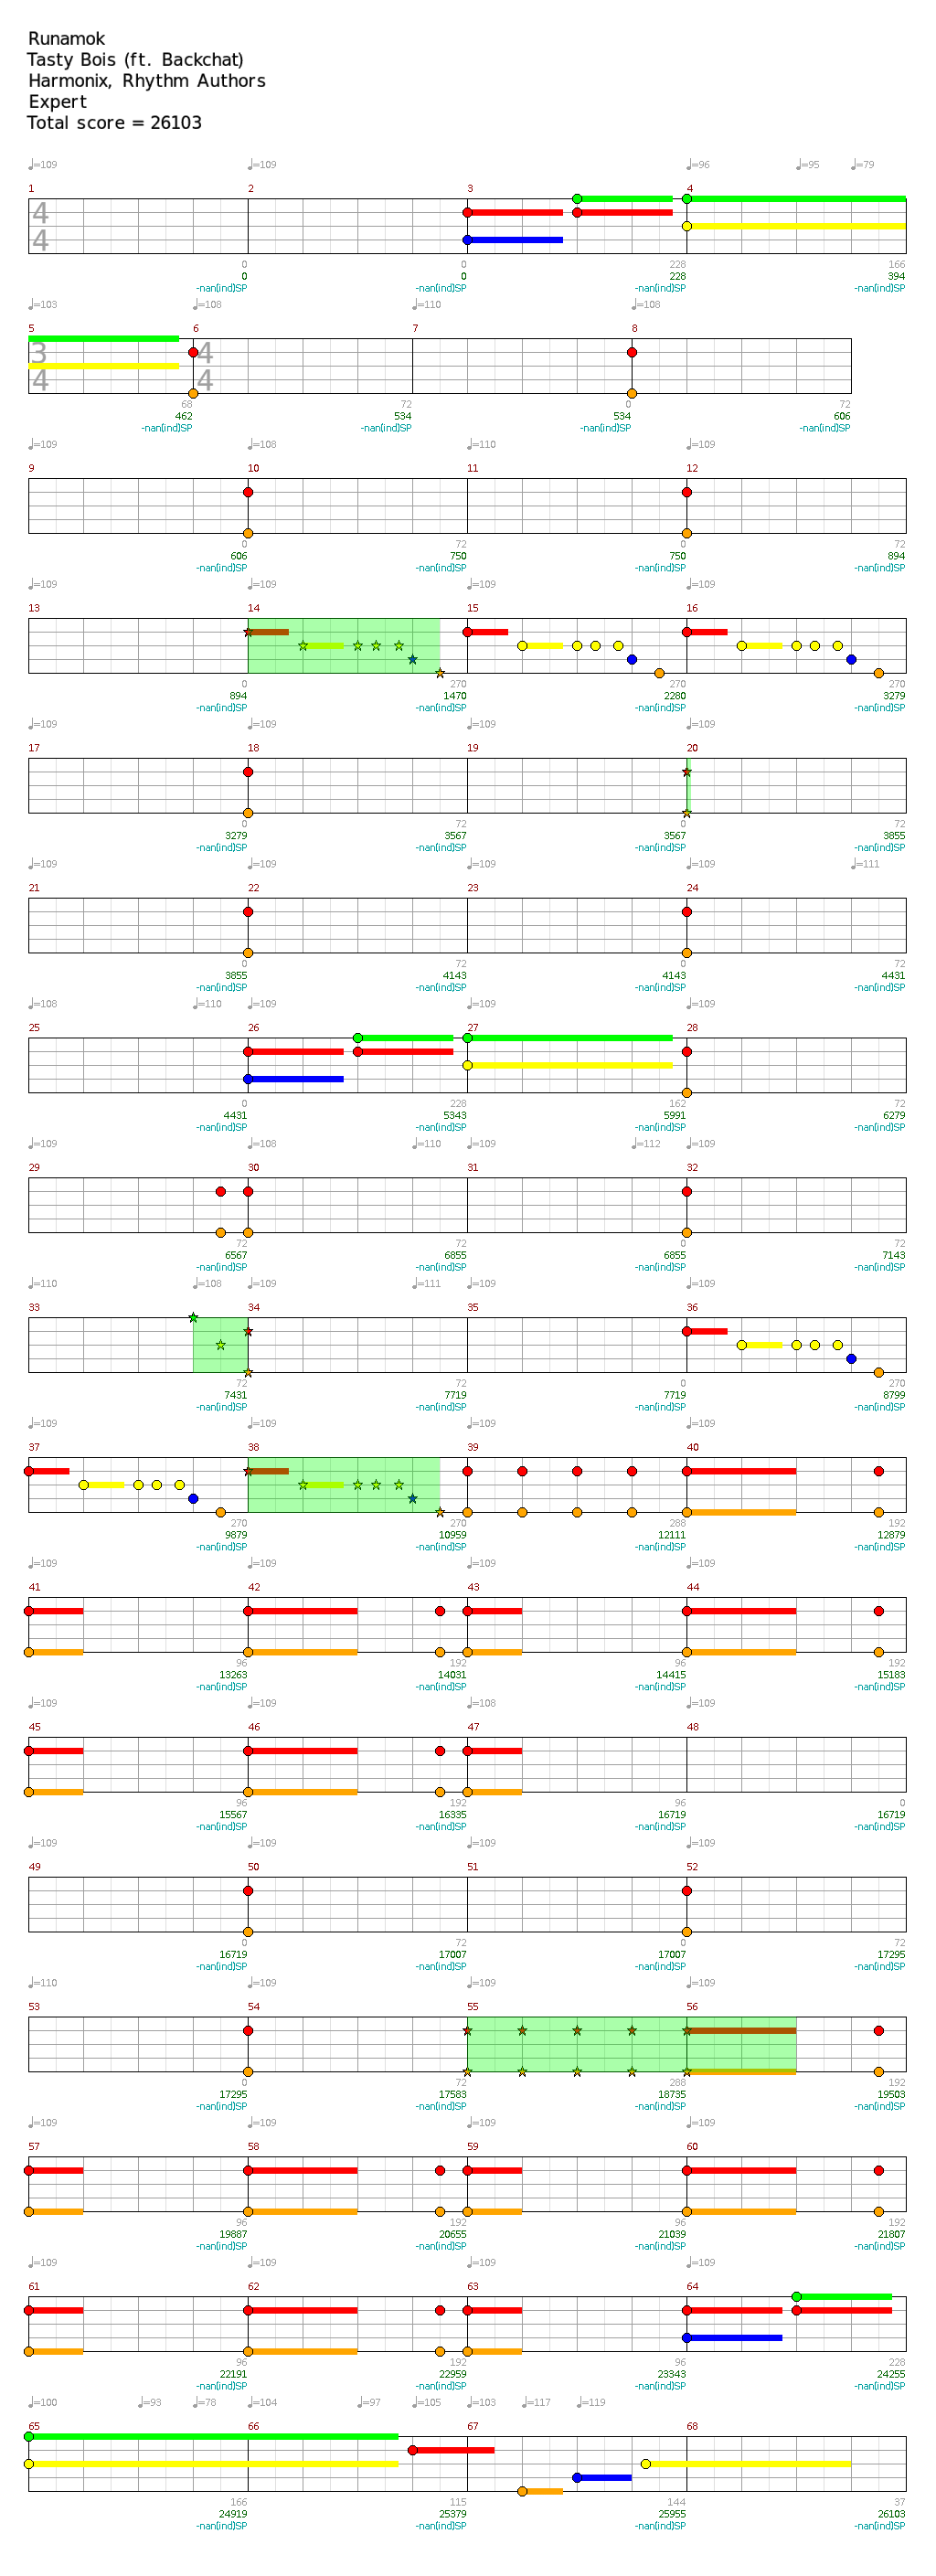 Runamok
Tasty Bois (ft. Backchat)
Harmonix, Rhythm Authors
Expert
Total score = 26103
♩=109 ♩=109 ♩=96 ♩=95 ♩=79
1 2 3 4
4
4
0 0 228 166
0 0 228 394
-nan(ind)SP -nan(ind)SP -nan(ind)SP -nan(ind)SP
♩=103 ♩=108 ♩=110 ♩=108
5 6 7 8
3 4
4 4
68 72 0 72
462 534 534 606
-nan(ind)SP -nan(ind)SP -nan(ind)SP -nan(ind)SP
♩=109 ♩=108 ♩=110 ♩=109
9 10 11 12
0 72 0 72
606 750 750 894
-nan(ind)SP -nan(ind)SP -nan(ind)SP -nan(ind)SP
♩=109 ♩=109 ♩=109 ♩=109
13 14 15 16
0 270 270 270
894 1470 2280 3279
-nan(ind)SP -nan(ind)SP -nan(ind)SP -nan(ind)SP
♩=109 ♩=109 ♩=109 ♩=109
17 18 19 20
0 72 0 72
3279 3567 3567 3855
-nan(ind)SP -nan(ind)SP -nan(ind)SP -nan(ind)SP
♩=109 ♩=109 ♩=109 ♩=109 ♩=111
21 22 23 24
0 72 0 72
3855 4143 4143 4431
-nan(ind)SP -nan(ind)SP -nan(ind)SP -nan(ind)SP
♩=108 ♩=110 ♩=109 ♩=109 ♩=109
25 26 27 28
0 228 162 72
4431 5343 5991 6279
-nan(ind)SP -nan(ind)SP -nan(ind)SP -nan(ind)SP
♩=109 ♩=108 ♩=110 ♩=109 ♩=112 ♩=109
29 30 31 32
72 72 0 72
6567 6855 6855 7143
-nan(ind)SP -nan(ind)SP -nan(ind)SP -nan(ind)SP
♩=110 ♩=108 ♩=109 ♩=111 ♩=109 ♩=109
33 34 35 36
72 72 0 270
7431 7719 7719 8799
-nan(ind)SP -nan(ind)SP -nan(ind)SP -nan(ind)SP
♩=109 ♩=109 ♩=109 ♩=109
37 38 39 40
270 270 288 192
9879 10959 12111 12879
-nan(ind)SP -nan(ind)SP -nan(ind)SP -nan(ind)SP
♩=109 ♩=109 ♩=109 ♩=109
41 42 43 44
96 192 96 192
13263 14031 14415 15183
-nan(ind)SP -nan(ind)SP -nan(ind)SP -nan(ind)SP
♩=109 ♩=109 ♩=108 ♩=109
45 46 47 48
96 192 96 0
15567 16335 16719 16719
-nan(ind)SP -nan(ind)SP -nan(ind)SP -nan(ind)SP
♩=109 ♩=109 ♩=109 ♩=109
49 50 51 52
0 72 0 72
16719 17007 17007 17295
-nan(ind)SP -nan(ind)SP -nan(ind)SP -nan(ind)SP
♩=110 ♩=109 ♩=109 ♩=109
53 54 55 56
0 72 288 192
17295 17583 18735 19503
-nan(ind)SP -nan(ind)SP -nan(ind)SP -nan(ind)SP
♩=109 ♩=109 ♩=109 ♩=109
57 58 59 60
96 192 96 192
19887 20655 21039 21807
-nan(ind)SP -nan(ind)SP -nan(ind)SP -nan(ind)SP
♩=109 ♩=109 ♩=109 ♩=109
61 62 63 64
96 192 96 228
22191 22959 23343 24255
-nan(ind)SP -nan(ind)SP -nan(ind)SP -nan(ind)SP
♩=100 ♩=93 ♩=78 ♩=104 ♩=97 ♩=105 ♩=103 ♩=117 ♩=119
65 66 67 68
166 115 144 37
24919 25379 25955 26103
-nan(ind)SP -nan(ind)SP -nan(ind)SP -nan(ind)SP